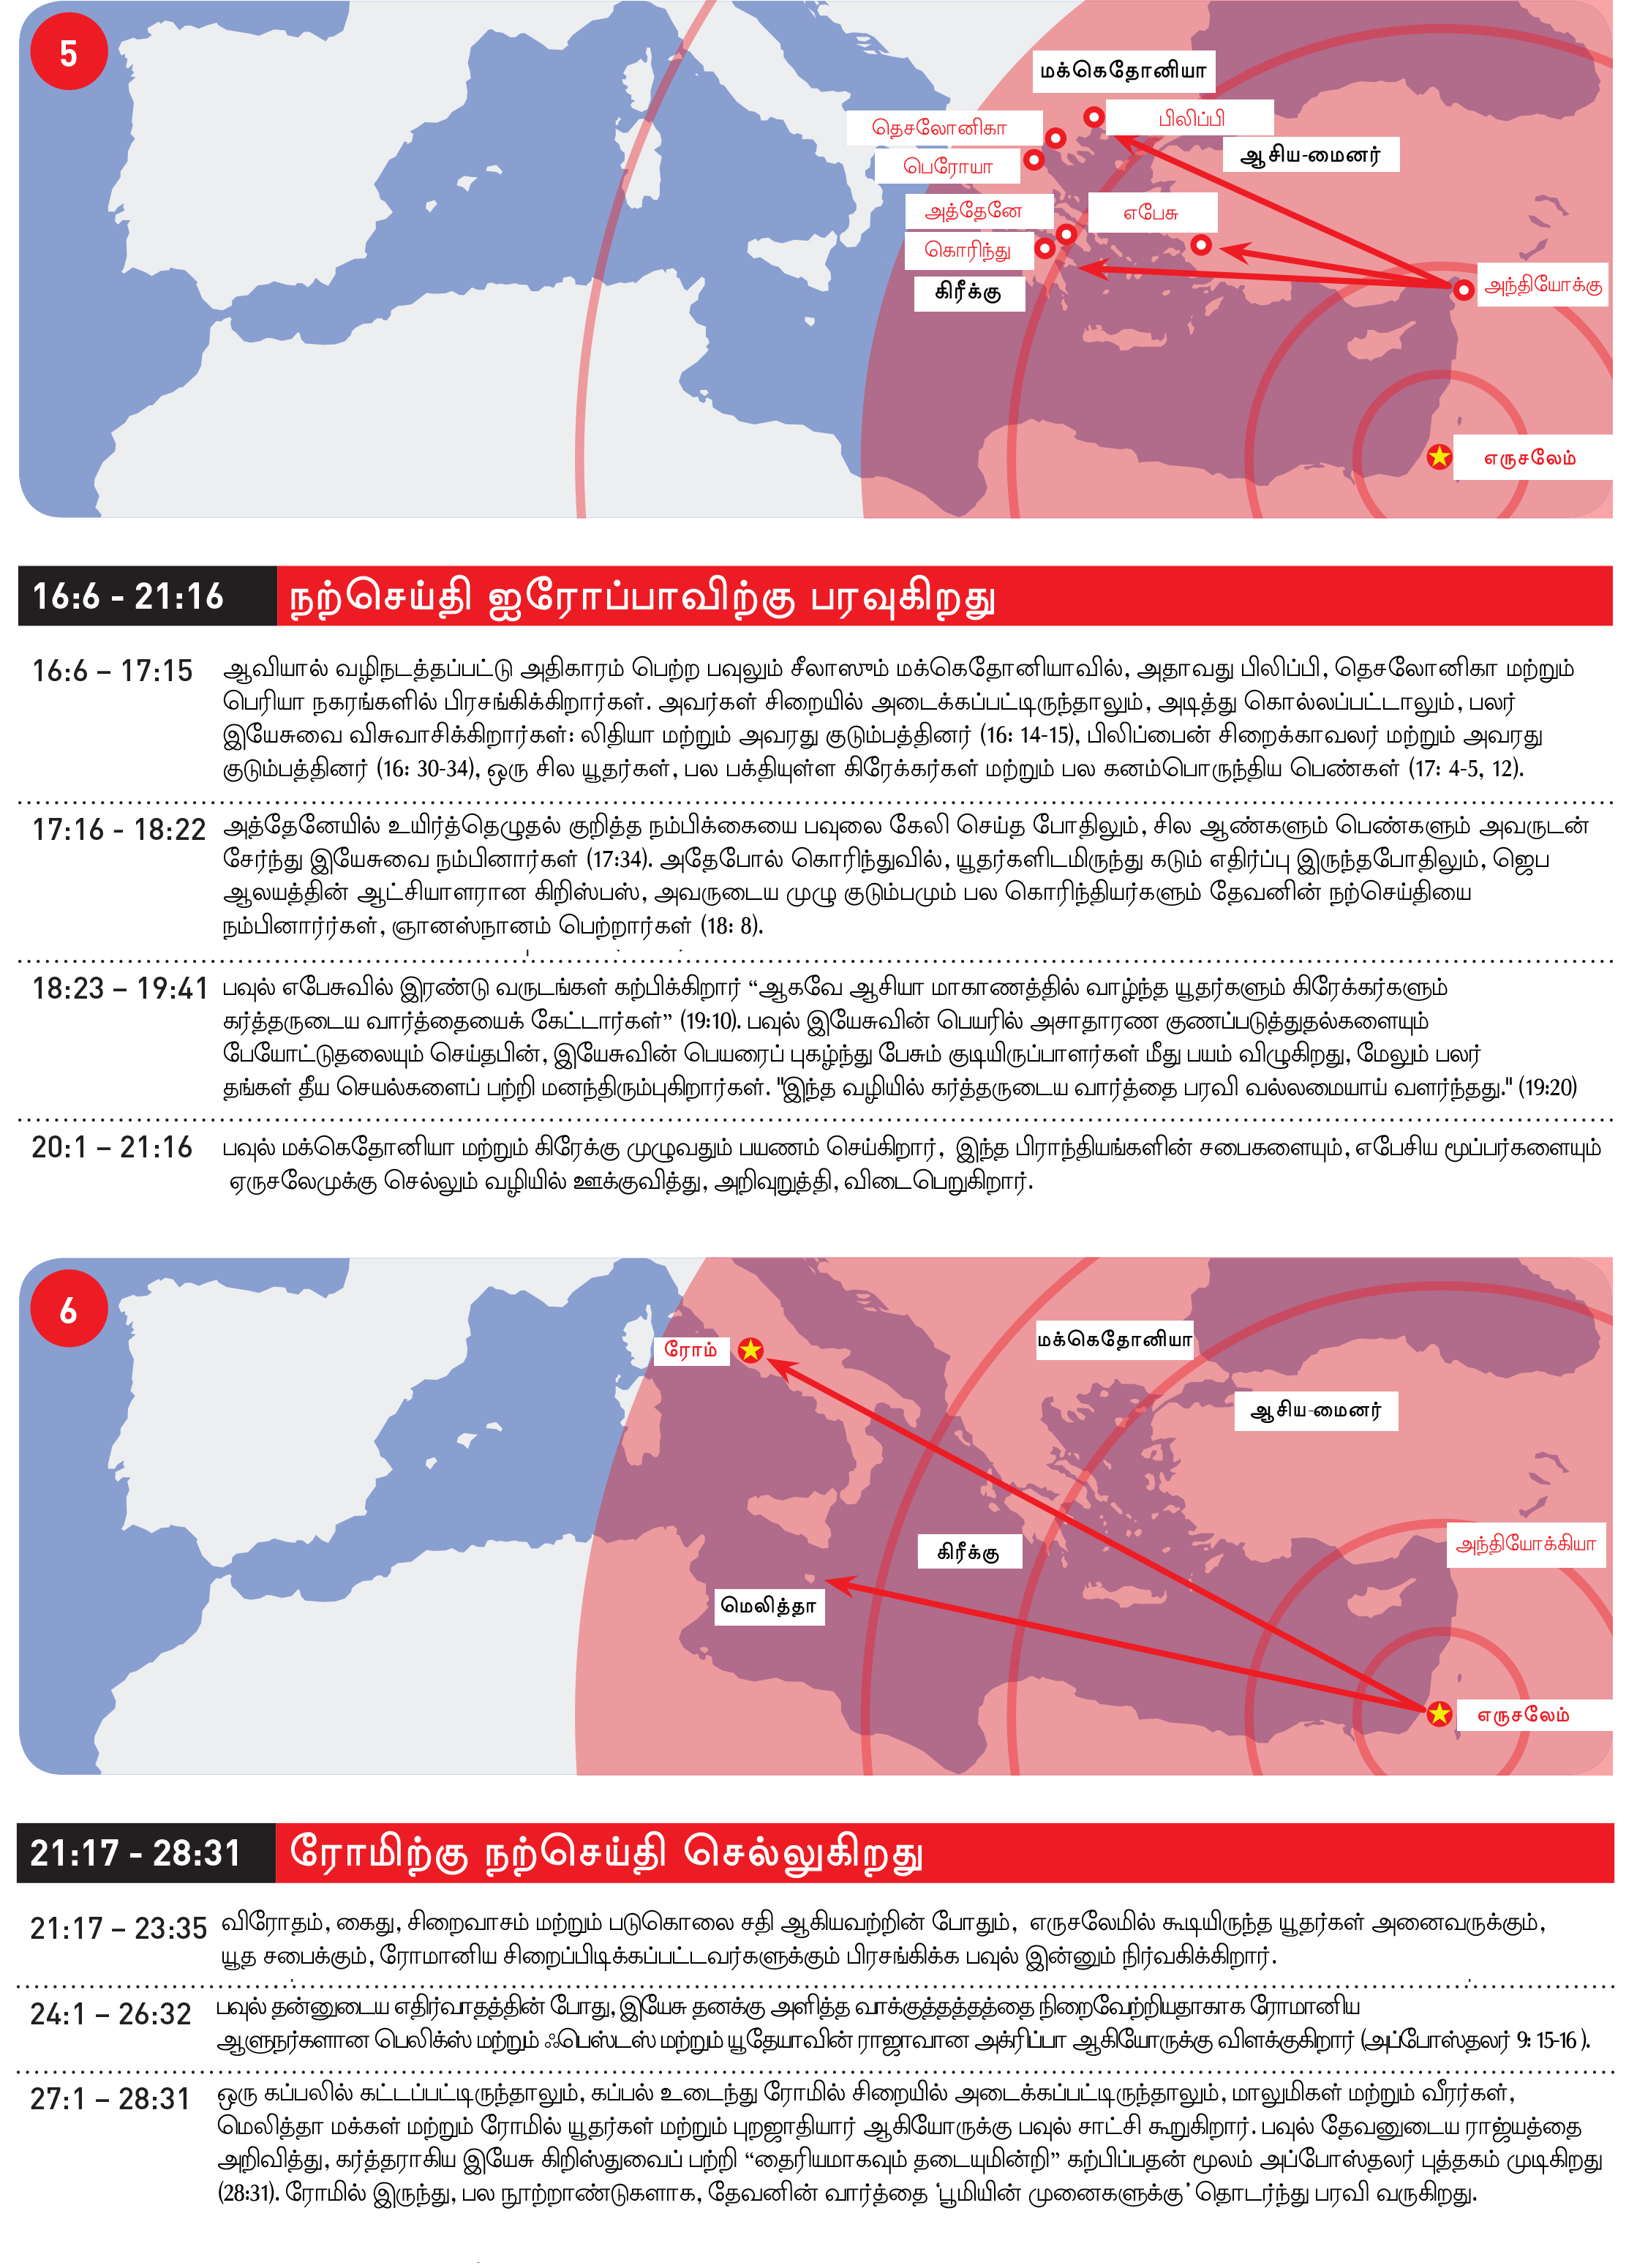 5
மக்கெதோனியா
பிலிப்பி
தெசலோனிகா
ஆசிய-மைனர்
பெரோயா
அத்தேனே
எபேசு
கொரிந்து
கிரீக்கு
அந்தியோக்கு
எருசலேம்
16:6 - 21:16 நற்செய்தி ஐரோப்பாவிற்கு பரவுகிறது
16:6 – 17:15 ஆவியால் வழிநடத்தப்பட்டு அதிகாரம் பெற்ற பவுலும் சீலாஸும் மக்கெதோனியாவில், அதாவது பிலிப்பி, தெசலோனிகா மற்றும்
பெரியா நகரங்களில் பிரசங்கிக்கிறார்கள். அவர்கள் சிறையில் அடைக்கப்பட்டிருந்தாலும், அடித்து கொல்லப்பட்டாலும், பலர்
இயேசுவை விசுவாசிக்கிறார்கள்: லிதியா மற்றும் அவரது குடும்பத்தினர் (16: 14-15), பிலிப்பைன் சிறைக்காவலர் மற்றும் அவரது
குடும்பத்தினர் (16: 30-34), ஒரு சில யூதர்கள், பல பக்தியுள்ள கிரேக்கர்கள் மற்றும் பல கனம்பொருந்திய பெண்கள் (17: 4-5, 12).
17:16 - 18:22 அத்தேனேயில் உயிர்த்தெழுதல் குறித்த நம்பிக்கையை பவுலை கேலி செய்த போதிலும், சில ஆண்களும் பெண்களும் அவருடன்
சேர்ந்து இயேசுவை நம்பினார்கள் (17:34). அதேபோல் கொரிந்துவில், யூதர்களிடமிருந்து கடும் எதிர்ப்பு இருந்தபோதிலும், ஜெப
ஆலயத்தின் ஆட்சியாளரான கிறிஸ்பஸ், அவருடைய முழு குடும்பமும் பல கொரிந்தியர்களும் தேவனின் நற்செய்தியை
நம்பினார்ர்கள், ஞானஸ்நானம் பெற்றார்கள் (18: 8).
18:23 – 19:41 பவுல் எபேசுவில் இரண்டு வருடங்கள் கற்பிக்கிறார் “ஆகவே ஆசியா மாகாணத்தில் வாழ்ந்த யூதர்களும் கிரேக்கர்களும்
கர்த்தருடைய வார்த்தையைக் கேட்டார்கள்” (19:10). பவுல் இயேசுவின் பெயரில் அசாதாரண குணப்படுத்துதல்களையும்
பேயோட்டுதலையும் செய்தபின், இயேசுவின் பெயரைப் புகழ்ந்து பேசும் குடியிருப்பாளர்கள் மீது பயம் விழுகிறது, மேலும் பலர்
தங்கள் தீய செயல்களைப் பற்றி மனந்திரும்புகிறார்கள். "இந்த வழியில் கர்த்தருடைய வார்த்தை பரவி வல்லமையாய் வளர்ந்தது." (19:20)
20:1 – 21:16 பவுல் மக்கெதோனியா மற்றும் கிரேக்கு முழுவதும் பயணம் செய்கிறார், இந்த பிராந்தியங்களின் சபைகளையும், எபேசிய மூப்பர்களையும்
ஏருசலேமுக்கு செல்லும் வழியில் ஊக்குவித்து, அறிவுறுத்தி, விடைபெறுகிறார்.
6
ரோம்
மக்கெதோனியா
ஆசிய-மைனர்
கிரீக்கு
அந்தியோக்கியா
மெலித்தா
எருசலேம்
21:17 - 28:31 ரோமிற்கு நற்செய்தி செல்லுகிறது
21:17 – 23:35 விரோதம், கைது, சிறைவாசம் மற்றும் படுகொலை சதி ஆகியவற்றின் போதும், எருசலேமில் கூடியிருந்த யூதர்கள் அனைவருக்கும்,
யூத சபைக்கும், ரோமானிய சிறைப்பிடிக்கப்பட்டவர்களுக்கும் பிரசங்கிக்க பவுல் இன்னும் நிர்வகிக்கிறார்.
24:1 – 26:32 பவுல் தன்னுடைய எதிர்வாதத்தின் போது, இயேசு தனக்கு அளித்த வாக்குத்தத்தத்தை நிறைவேற்றியதாகாக ரோமானிய
ஆளுநர்களான பெலிக்ஸ் மற்றும் ஃபெஸ்டஸ் மற்றும் யூதேயாவின் ராஜாவான அக்ரிப்பா ஆகியோருக்கு விளக்குகிறார் (அப்போஸ்தலர் 9: 15-16 ).
27:1 – 28:31 ஒரு கப்பலில் கட்டப்பட்டிருந்தாலும், கப்பல் உடைந்து ரோமில் சிறையில் அடைக்கப்பட்டிருந்தாலும், மாலுமிகள் மற்றும் வீரர்கள்,
மெலித்தா மக்கள் மற்றும் ரோமில் யூதர்கள் மற்றும் புறஜாதியார் ஆகியோருக்கு பவுல் சாட்சி கூறுகிறார். பவுல் தேவனுடைய ராஜ்யத்தை
அறிவித்து, கர்த்தராகிய இயேசு கிறிஸ்துவைப் பற்றி “தைரியமாகவும் தடையுமின்றி” கற்பிப்பதன் மூலம் அப்போஸ்தலர் புத்தகம் முடிகிறது
(28:31). ரோமில் இருந்து, பல நூற்றாண்டுகளாக, தேவனின் வார்த்தை 'பூமியின் முனைகளுக்கு' தொடர்ந்து பரவி வருகிறது.